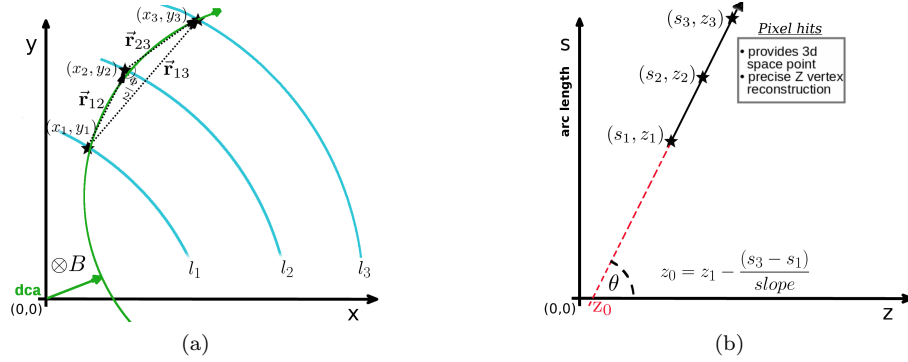 y
(x₃, y₃)
r⃗₂₃
(x₂, y₂)
r⃗₁₃
r⃗₁₂
(x₁, y₁)
⊗B
l₁
l₂
l₃
dca
(0,0)
x
(a)
S
arc length
(s₃, z₃)
(s₂, z₂)
(s₁, z₁)
Pixel hits
• provides 3d
space point
• precise Z vertex
reconstruction
θ
z₀ = z₁ − (s₃ − s₁) / slope
(0,0)
z₀
z
(b)